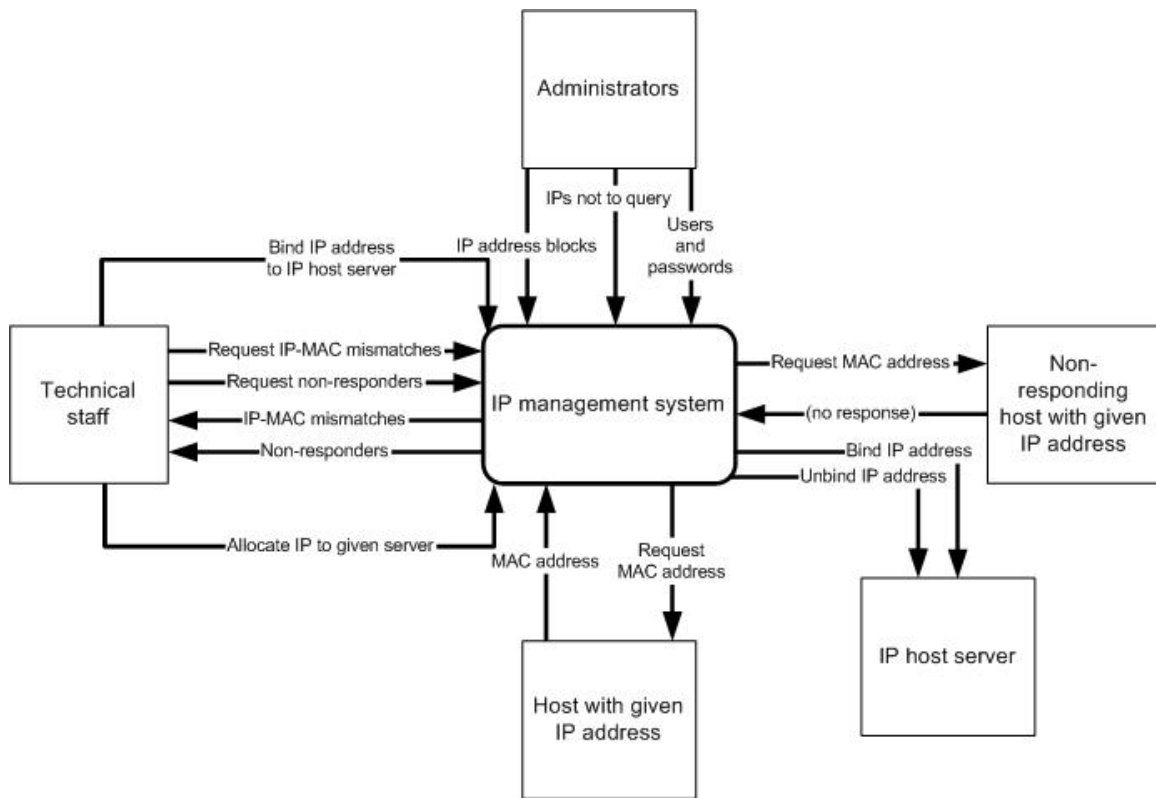 Administrators
IPs not to query
Users
and
passwords
IP address blocks
Bind IP address
to IP host server
Request IP-MAC mismatches
Request non-responders
IP-MAC mismatches
Non-responders
Technical
staff
Allocate IP to given server
IP management system
Request MAC address
(no response)
Bind IP address
Unbind IP address
Non-
responding
host with given
IP address
MAC address
Request
MAC address
IP host server
Host with given
IP address